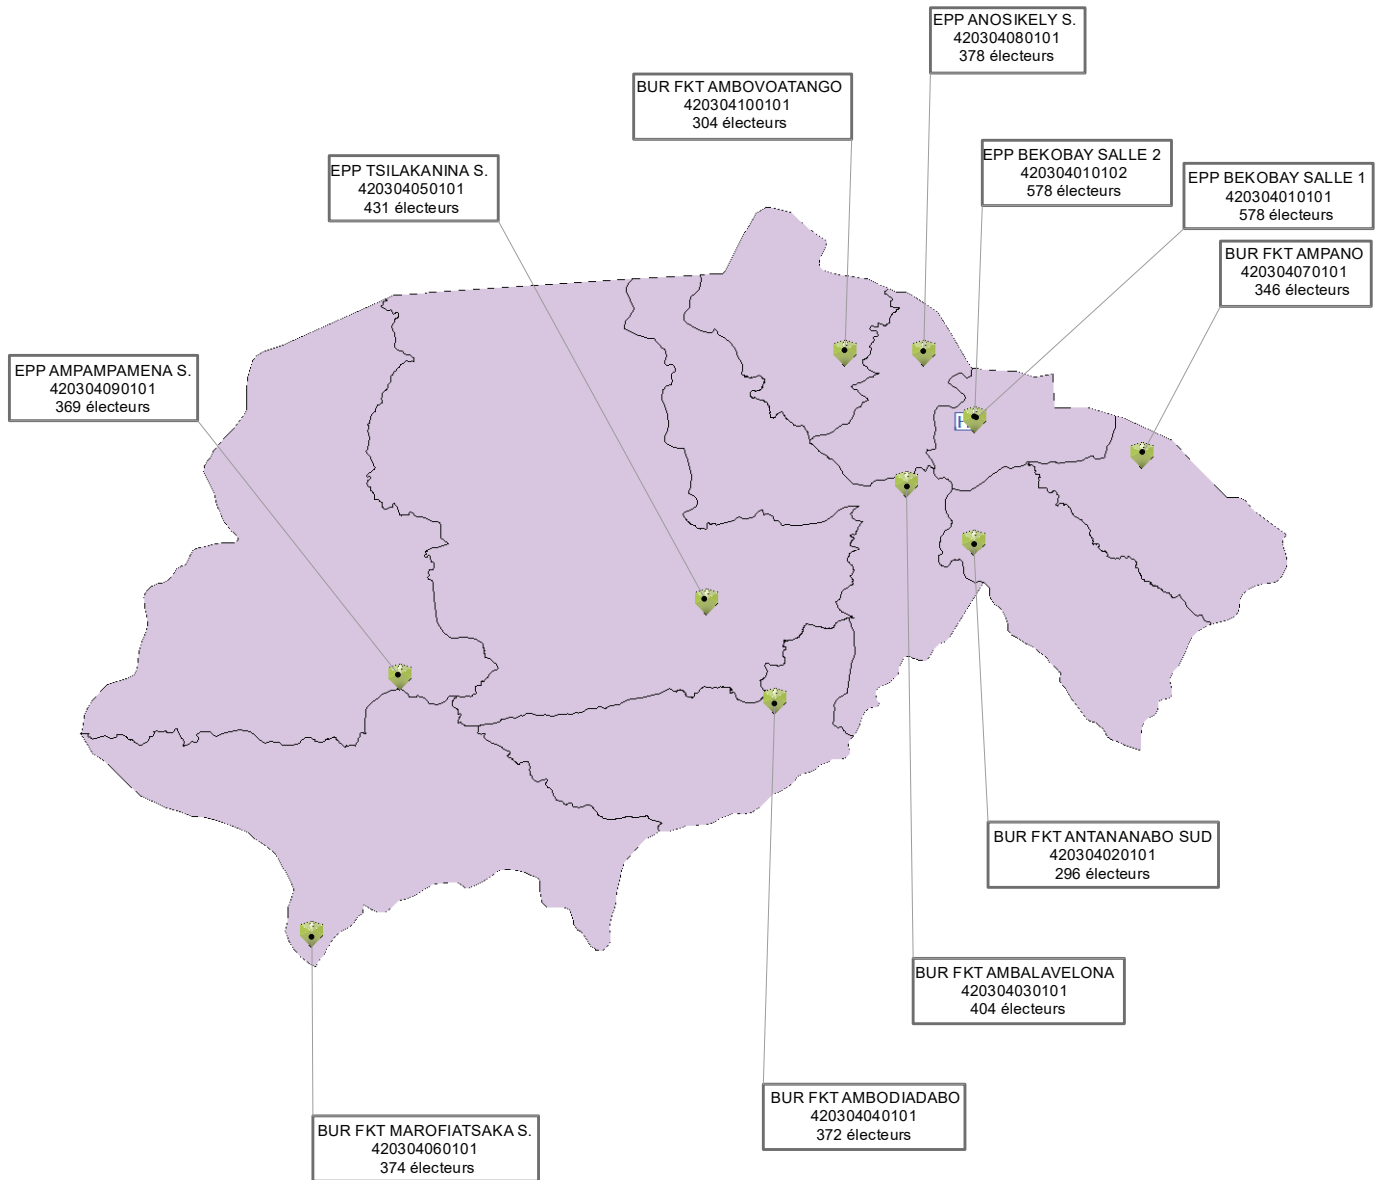 EPP ANOSIKELY S.
420304080101
378 électeurs
BUR FKT AMBOVOATANGO
420304100101
304 électeurs
EPP BEKOBAY SALLE 2
420304010102
578 électeurs
EPP TSILAKANINA S.
420304050101
431 électeurs
EPP BEKOBAY SALLE 1
420304010101
578 électeurs
BUR FKT AMPANO
420304070101
346 électeurs
EPP AMPAMPAMENA S.
420304090101
369 électeurs
H
BUR FKT ANTANANABO SUD
420304020101
296 électeurs
BUR FKT AMBALAVELONA
420304030101
404 électeurs
BUR FKT AMBODIADABO
420304040101
372 électeurs
BUR FKT MAROFIATSAKA S.
420304060101
374 électeurs